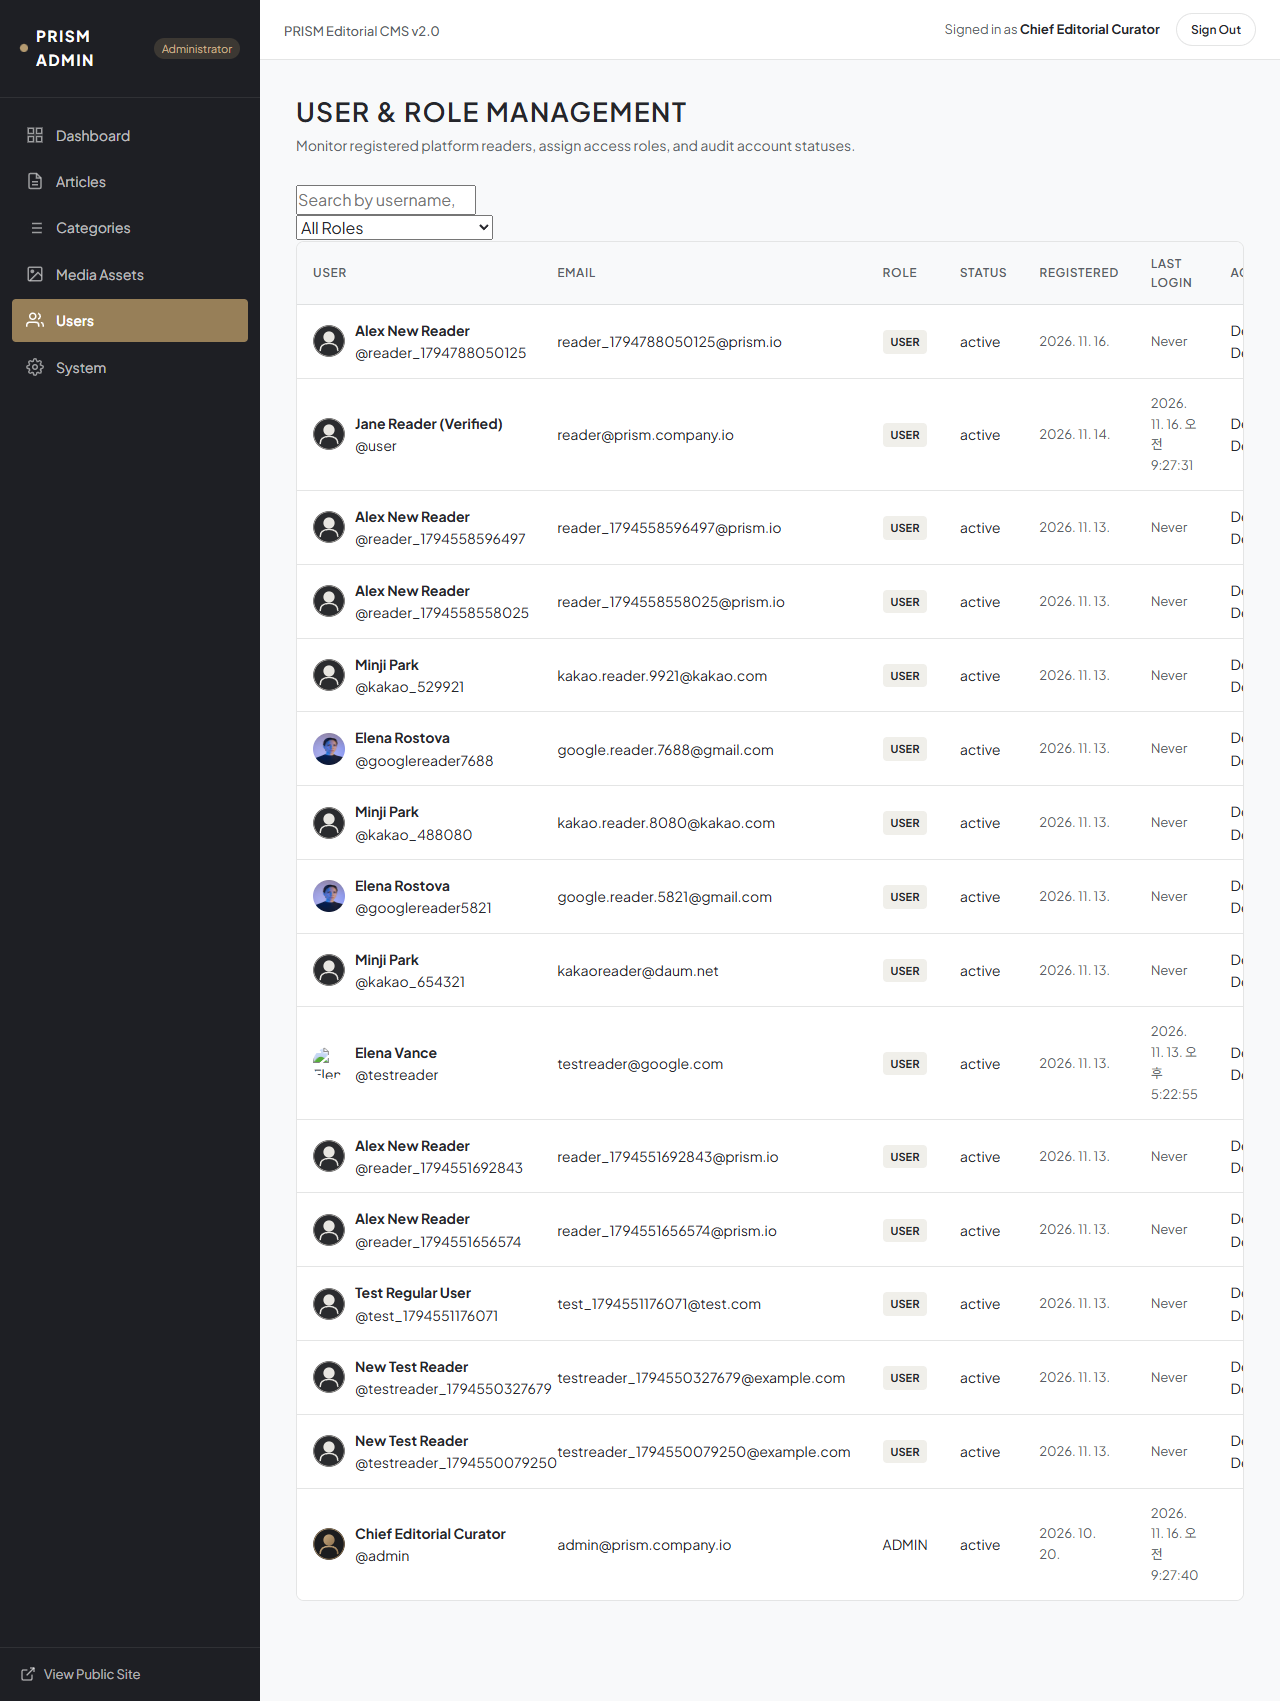 PRISM
ADMIN
Administrator
PRISM Editorial CMS v2.0
Signed in as Chief Editorial Curator
Sign Out
Dashboard
Articles
Categories
Media Assets
Users
System
View Public Site
USER & ROLE MANAGEMENT
Monitor registered platform readers, assign access roles, and audit account statuses.
Search by username,
All Roles
USER EMAIL ROLE STATUS REGISTERED LAST LOGIN
Alex New Reader
@reader_1794788050125 reader_1794788050125@prism.io USER active 2026. 11. 16. Never
Jane Reader (Verified)
@user reader@prism.company.io USER active 2026. 11. 14. 2026. 11. 16. 오전 9:27:31
Alex New Reader
@reader_1794558596497 reader_1794558596497@prism.io USER active 2026. 11. 13. Never
Alex New Reader
@reader_1794558558025 reader_1794558558025@prism.io USER active 2026. 11. 13. Never
Minji Park
@kakao_529921 kakao.reader.9921@kakao.com USER active 2026. 11. 13. Never
Elena Rostova
@googlereader7688 google.reader.7688@gmail.com USER active 2026. 11. 13. Never
Minji Park
@kakao_488080 kakao.reader.8080@kakao.com USER active 2026. 11. 13. Never
Elena Rostova
@googlereader5821 google.reader.5821@gmail.com USER active 2026. 11. 13. Never
Minji Park
@kakao_654321 kakaoreader@daum.net USER active 2026. 11. 13. Never
Elena Vance
@testreader testreader@google.com USER active 2026. 11. 13. 2026. 11. 13. 오후 5:22:55
Alex New Reader
@reader_1794551692843 reader_1794551692843@prism.io USER active 2026. 11. 13. Never
Alex New Reader
@reader_1794551656574 reader_1794551656574@prism.io USER active 2026. 11. 13. Never
Test Regular User
@test_1794551176071 test_1794551176071@test.com USER active 2026. 11. 13. Never
New Test Reader
@testreader_1794550327679 testreader_1794550327679@example.com USER active 2026. 11. 13. Never
New Test Reader
@testreader_1794550079250 testreader_1794550079250@example.com USER active 2026. 11. 13. Never
Chief Editorial Curator
@admin admin@prism.company.io ADMIN active 2026. 10. 20. 2026. 11. 16. 오전 9:27:40